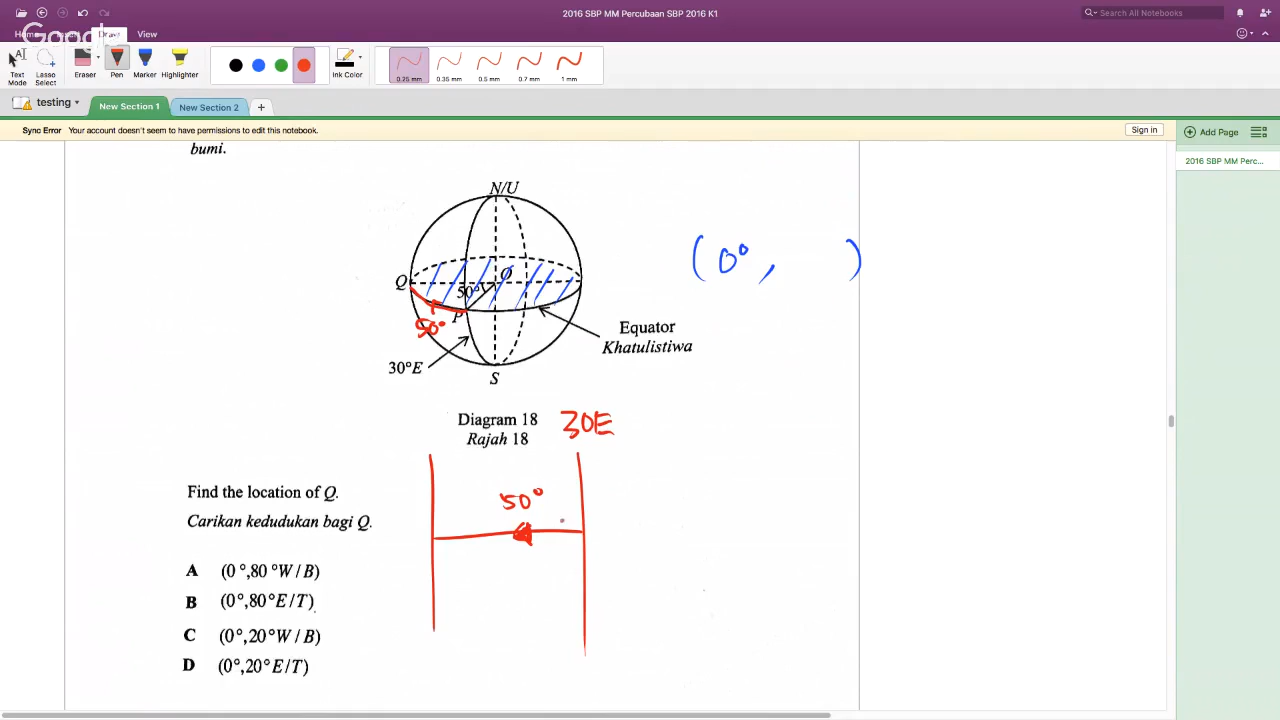 2016 SBP MM Percubaan SBP 2016 K1
Search All Notebooks
Goodle
Home
Draw
View
Text Mode
Lasso Select
Eraser
Pen
Marker
Highlighter
Ink Color
0.25 mm
0.35 mm
0.5 mm
0.7 mm
1 mm
testing
New Section 1
New Section 2
+
Sync Error Your account doesn't seem to have permissions to edit this notebook.
Sign in
Add Page
2016 SBP MM Perc...
bumi.
N/U
(0°, )
Q
O
50°
P
50°
Equator
Khatulistiwa
30°E
S
Diagram 18
Rajah 18
30E
50°
Find the location of Q.
Carikan kedudukan bagi Q.
A (0°,80°W/B)
B (0°,80°E/T)
C (0°,20°W/B)
D (0°,20°E/T)